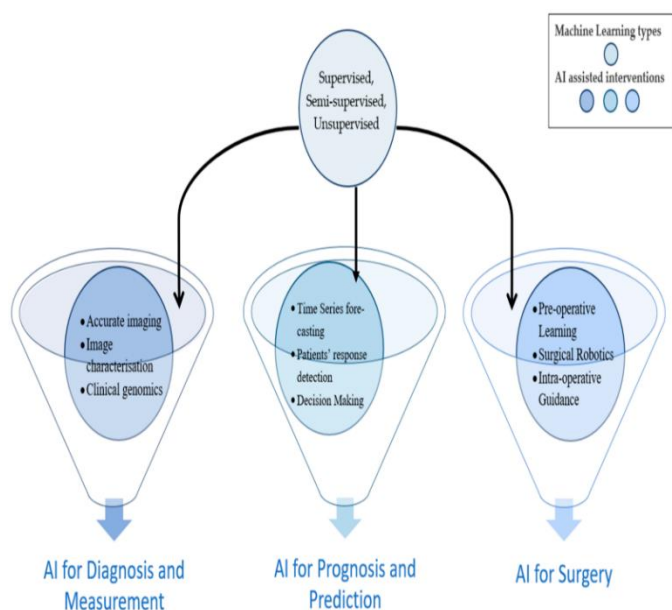 Machine Learning types
AI assisted interventions
Supervised,
Semi-supervised,
Unsupervised
• Accurate imaging
• Image
characterisation
• Clinical genomics
• Time Series fore-
casting
• Patients' response
detection
• Decision Making
• Pre-operative
Learning
• Surgical Robotics
• Intra-operative
Guidance
AI for Diagnosis and
Measurement
AI for Prognosis and
Prediction
AI for Surgery